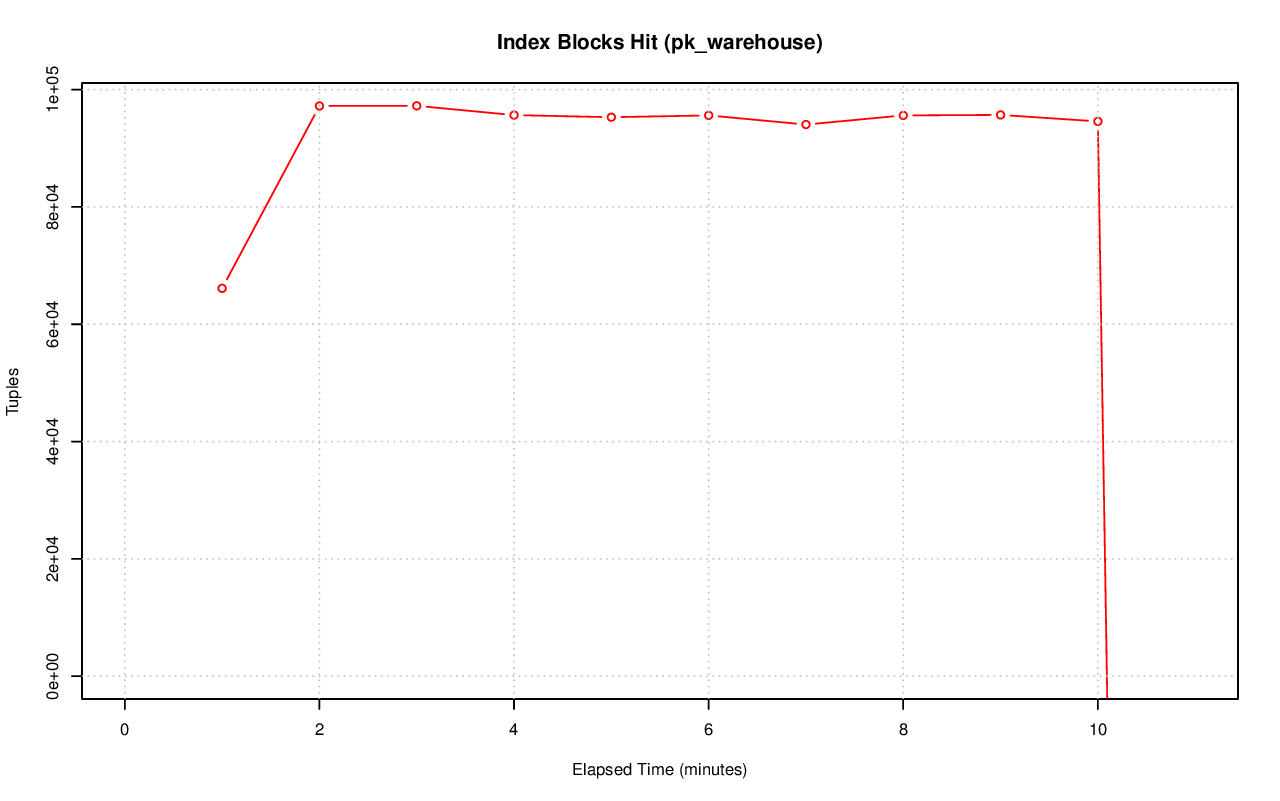 Index Blocks Hit (pk_warehouse)
Tuples
1e+05
8e+04
6e+04
4e+04
2e+04
0e+00
0 2 4 6 8 10
Elapsed Time (minutes)